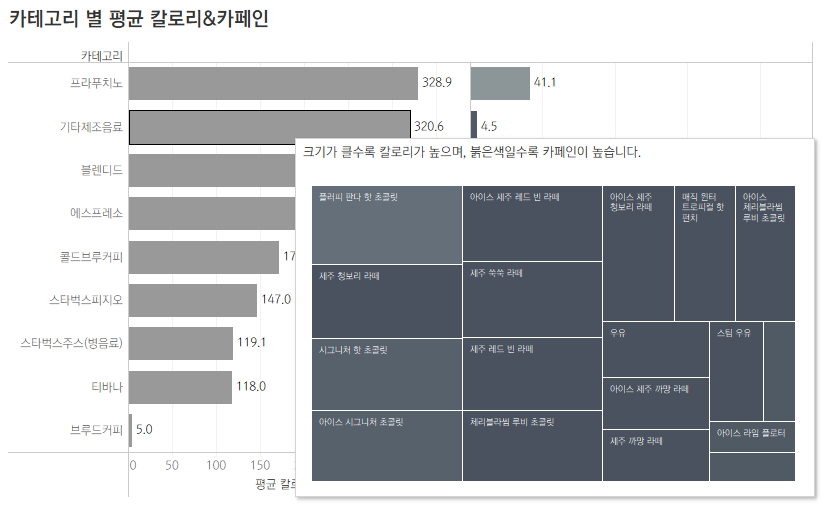 카테고리 별 평균 칼로리&카페인
카테고리
프라푸치노
328.9
41.1
기타제조음료
320.6
4.5
블렌디드
에스프레소
콜드브루커피
17
스타벅스피지오
147.0
스타벅스주스(병음료)
119.1
티바나
118.0
브루드커피
5.0
0
50
100
150
평균 칼로
크기가 클수록 칼로리가 높으며, 붉은색일수록 카페인이 높습니다.
플러피 판다 핫 초콜릿
제주 청보리 라떼
시그니처 핫 초콜릿
아이스 시그니처 초콜릿
아이스 제주 레드 빈 라떼
제주 쑥쑥 라떼
제주 레드 빈 라떼
체리블라썸 루비 초콜릿
아이스 제주
청보리 라떼
매직 윈터
트로피컬 핫
펀치
아이스
체리블라썸
루비 초콜릿
우유
아이스 제주 까망 라떼
제주 까망 라떼
스팀 우유
아이스 라임 플로터